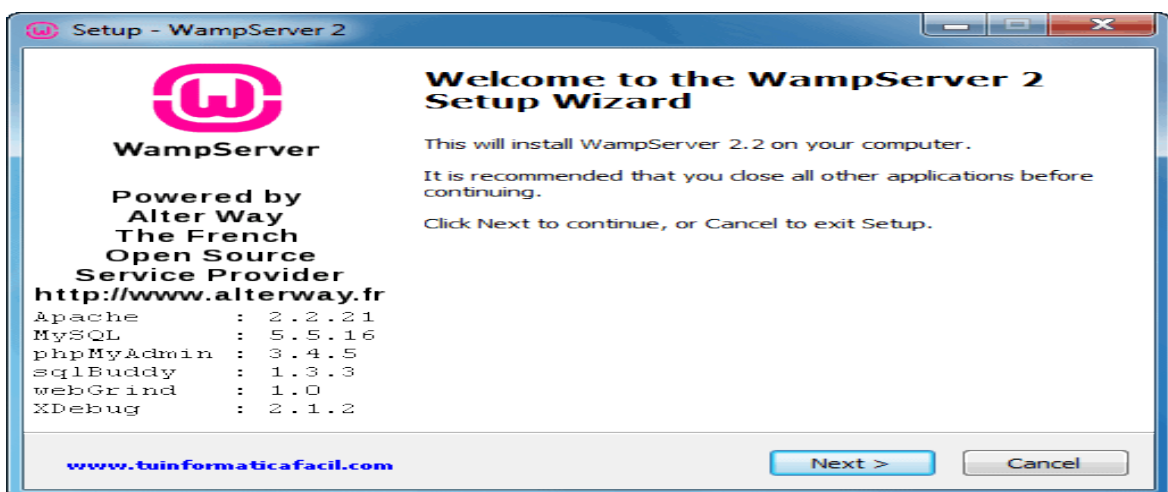 Setup - WampServer 2
WampServer
Powered by
Alter Way
The French
Open Source
Service Provider
http://www.alterway.fr
Apache : 2.2.21
MySQL : 5.5.16
phpMyAdmin : 3.4.5
sqlBuddy : 1.3.3
webGrind : 1.0
XDebug : 2.1.2
Welcome to the WampServer 2
Setup Wizard
This will install WampServer 2.2 on your computer.
It is recommended that you close all other applications before
continuing.
Click Next to continue, or Cancel to exit Setup.
www.tuinformaticafacil.com
Next >
Cancel